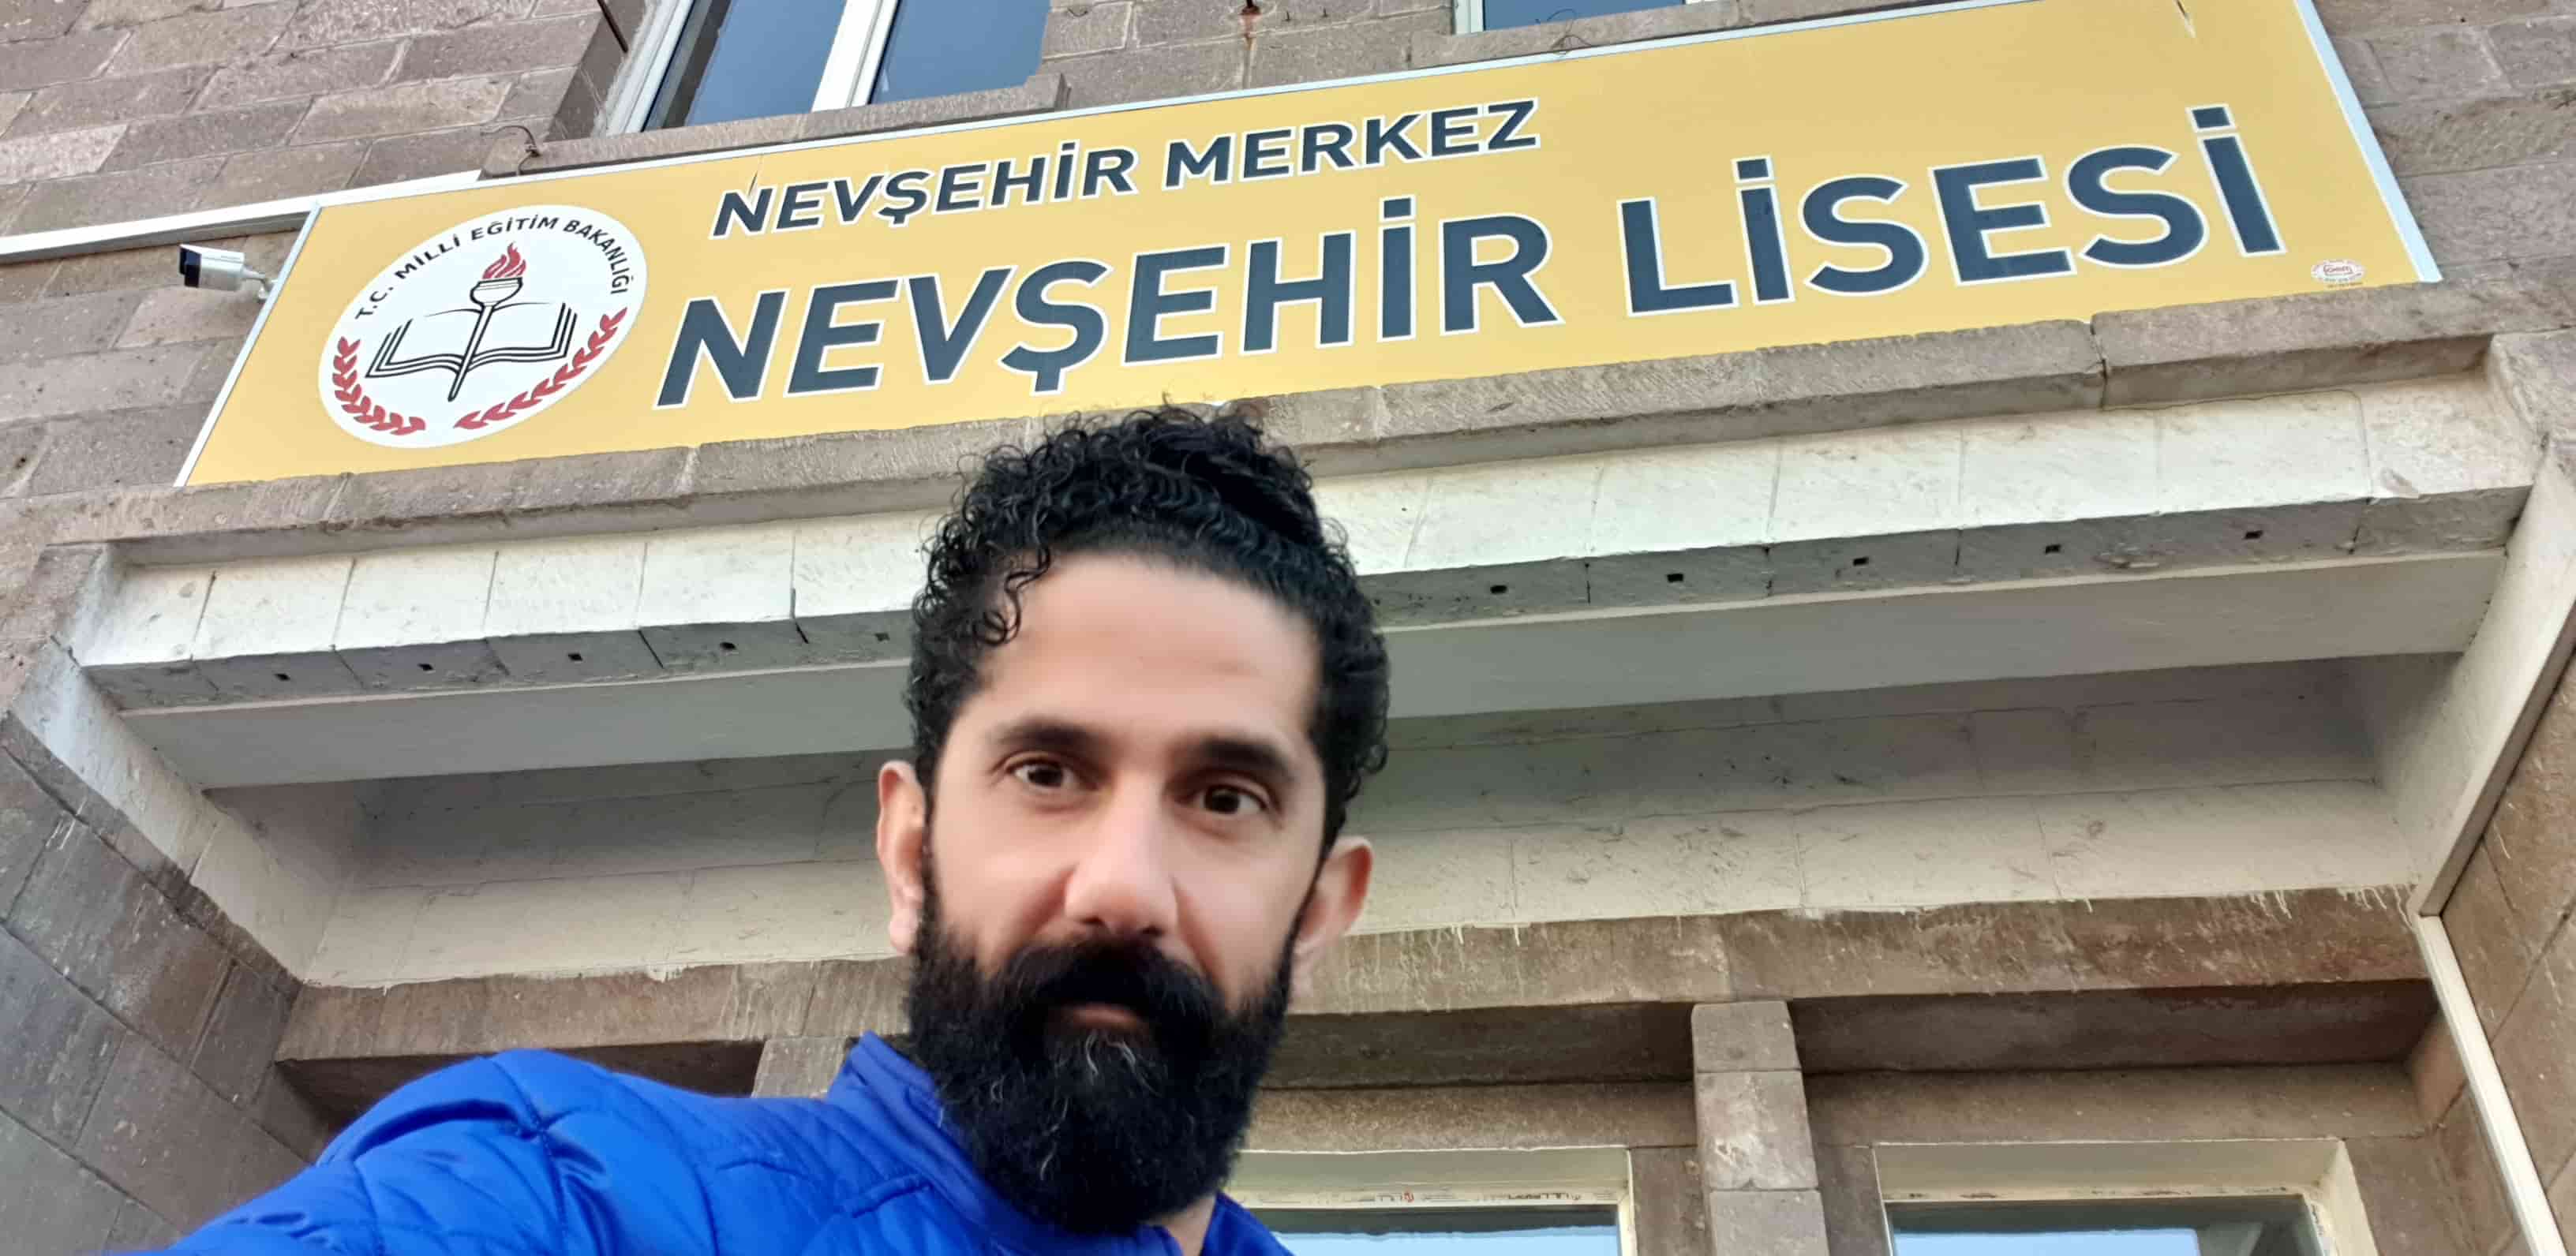 T.C. MİLLİ EĞİTİM BAKANLIĞI
NEVŞEHİR MERKEZ
NEVŞEHİR LİSESİ